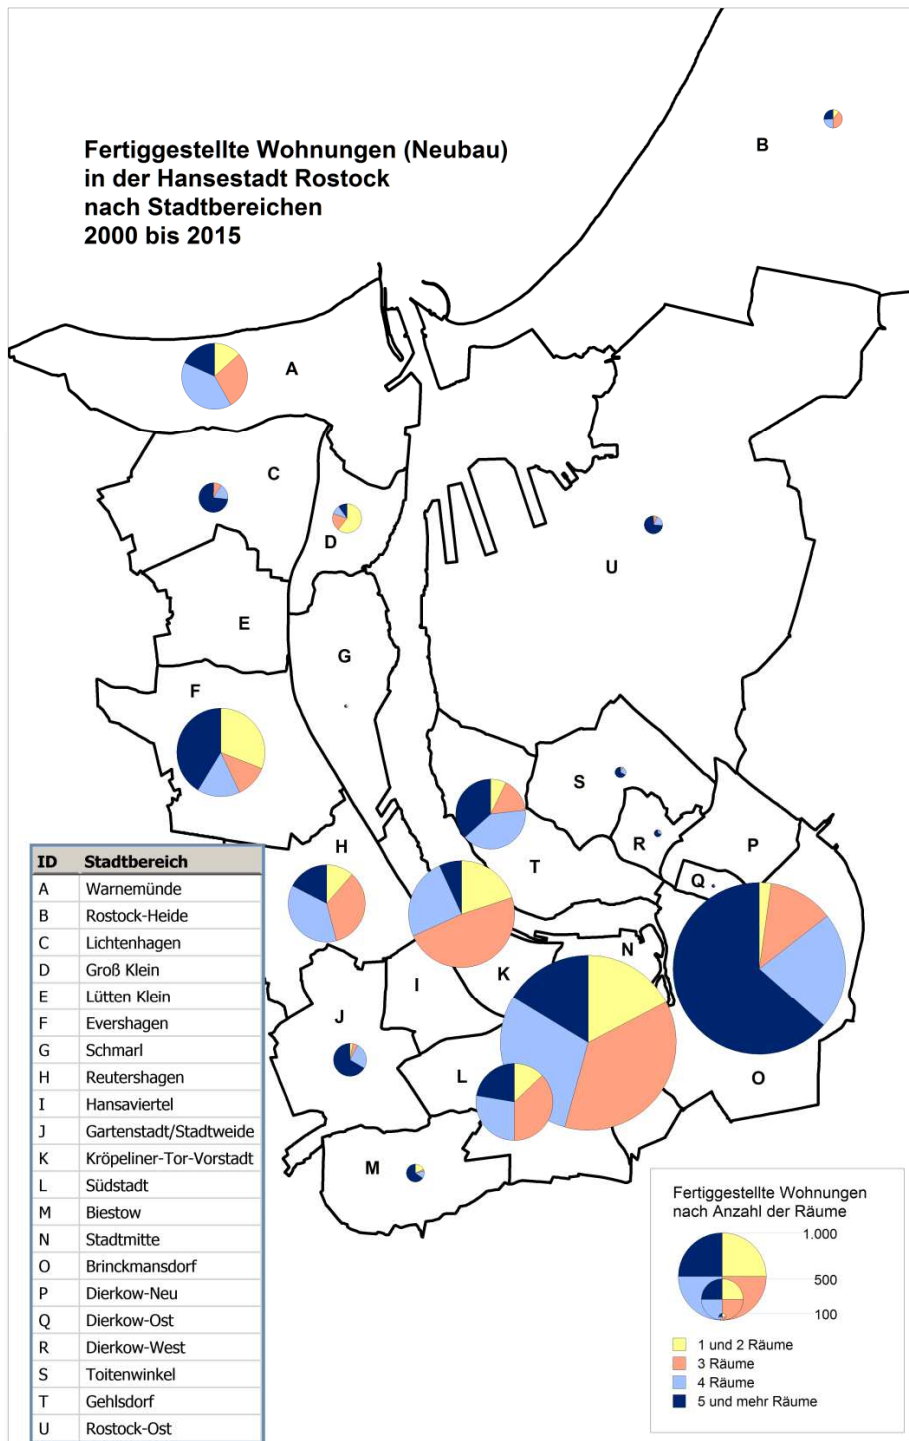 Fertiggestellte Wohnungen (Neubau)
in der Hansestadt Rostock
nach Stadtbereichen
2000 bis 2015
B
A
C
D
U
E
G
F
S
H
R
P
T
Q
N
K
I
J
L
O
M
ID Stadtbereich
A Warnemünde
B Rostock-Heide
C Lichtenhagen
D Groß Klein
E Lütten Klein
F Evershagen
G Schmarl
H Reutershagen
I Hansaviertel
J Gartenstadt/Stadtweide
K Kröpeliner-Tor-Vorstadt
L Südstadt
M Biestow
N Stadtmitte
O Brinckmansdorf
P Dierkow-Neu
Q Dierkow-Ost
R Dierkow-West
S Toitenwinkel
T Gehlsdorf
U Rostock-Ost
Fertiggestellte Wohnungen
nach Anzahl der Räume
1.000
500
100
1 und 2 Räume
3 Räume
4 Räume
5 und mehr Räume